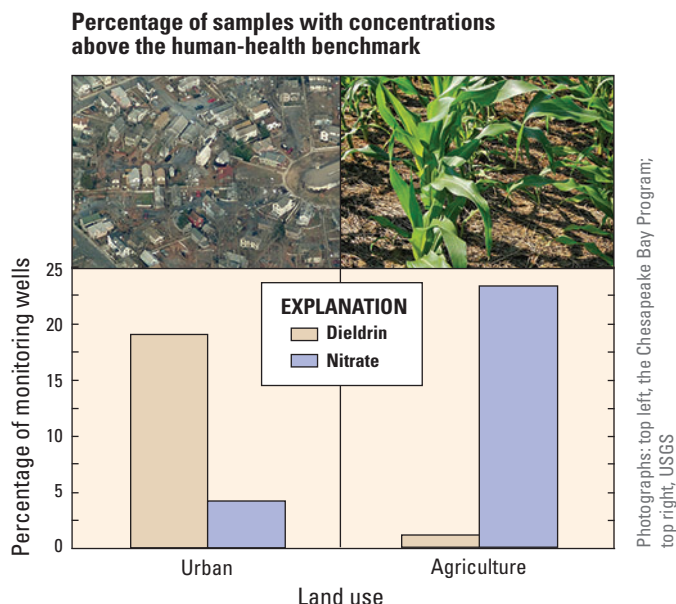 Percentage of samples with concentrations
above the human-health benchmark
25
20
15
10
5
0
Percentage of monitoring wells
EXPLANATION
Dieldrin
Nitrate
Urban
Agriculture
Land use
Photographs: top left, the Chesapeake Bay Program;
top right, USGS